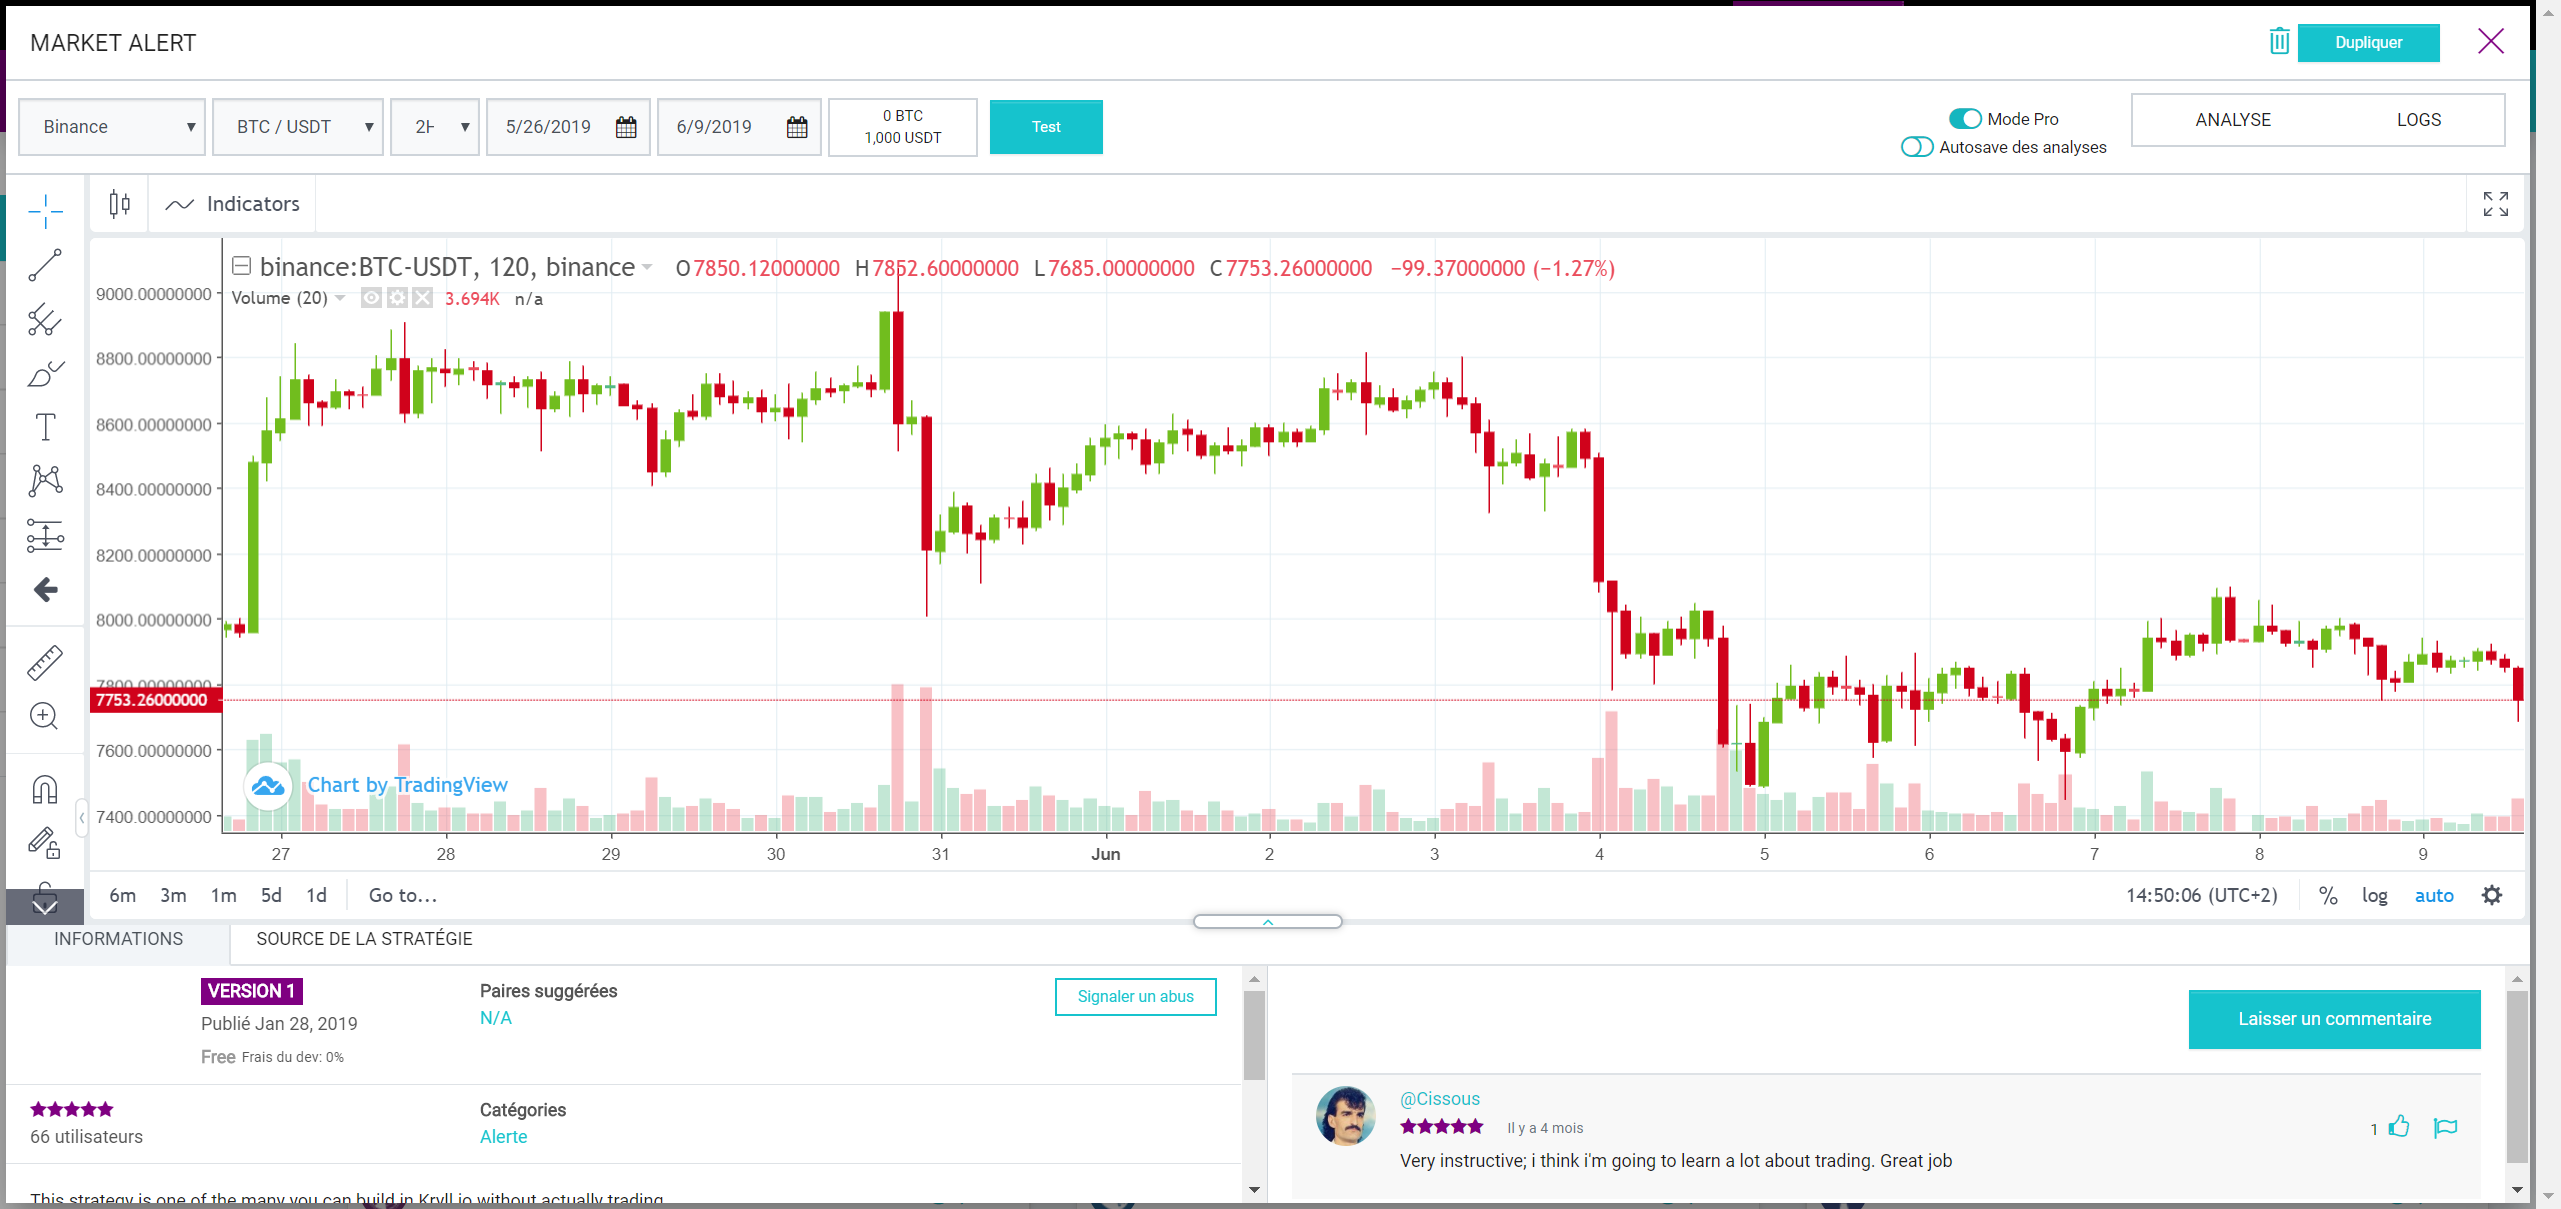 MARKET ALERT
Dupliquer
Binance
BTC / USDT
2H
5/26/2019
6/9/2019
0 BTC
1,000 USDT
Test
Mode Pro
Autosave des analyses
ANALYSE
LOGS
Indicators
binance:BTC-USDT, 120, binance
O7850.12000000 H7852.60000000 L7685.00000000 C7753.26000000 −99.37000000 (−1.27%)
Volume (20) 3.694K n/a
9000.00000000
8800.00000000
8600.00000000
8400.00000000
8200.00000000
8000.00000000
7800.00000000
7753.26000000
7600.00000000
7400.00000000
Chart by TradingView
27 28 29 30 31 Jun 2 3 4 5 6 7 8 9
6m 3m 1m 5d 1d Go to...
14:50:06 (UTC+2) % log auto
INFORMATIONS
SOURCE DE LA STRATÉGIE
VERSION 1
Publié Jan 28, 2019
Free Frais du dev: 0%
Paires suggérées
N/A
Signaler un abus
66 utilisateurs
Catégories
Alerte
This strategy is one of the many you can build in Kryll.io without actually trading
Laisser un commentaire
@Cissous
Il y a 4 mois
1
Very instructive; i think i'm going to learn a lot about trading. Great job